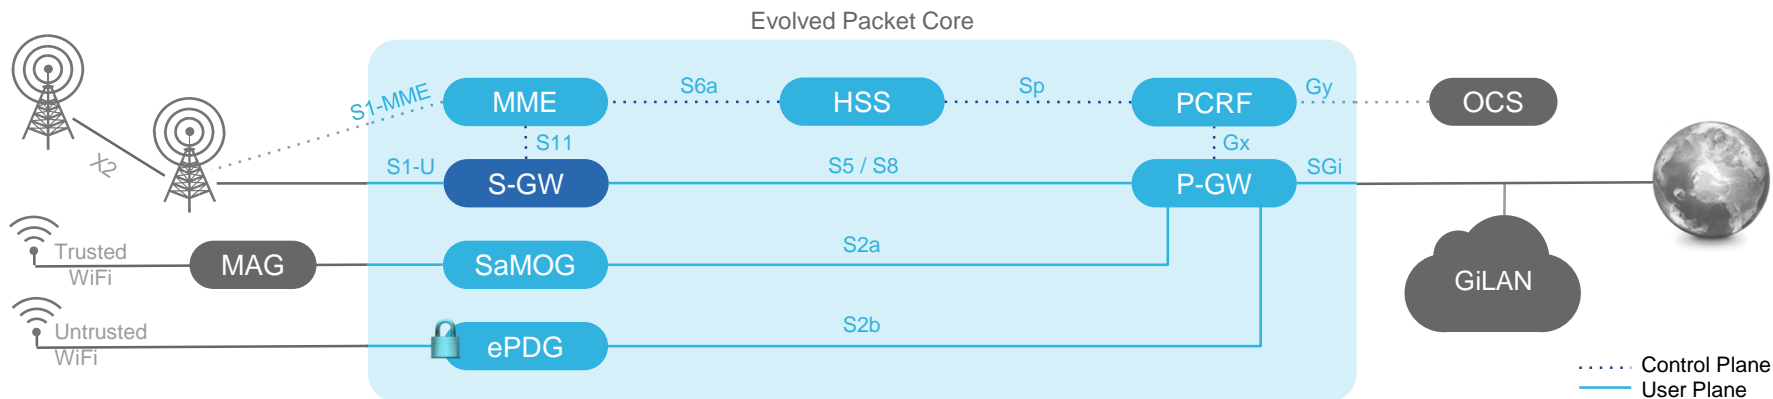 Evolved Packet Core
S1-MME
MME
S6a
HSS
Sp
PCRF
Gy
OCS
X2
S11
Gx
S1-U
S-GW
S5 / S8
P-GW
SGi
Trusted
WiFi
MAG
SaMOG
S2a
GiLAN
Untrusted
WiFi
ePDG
S2b
Control Plane
User Plane